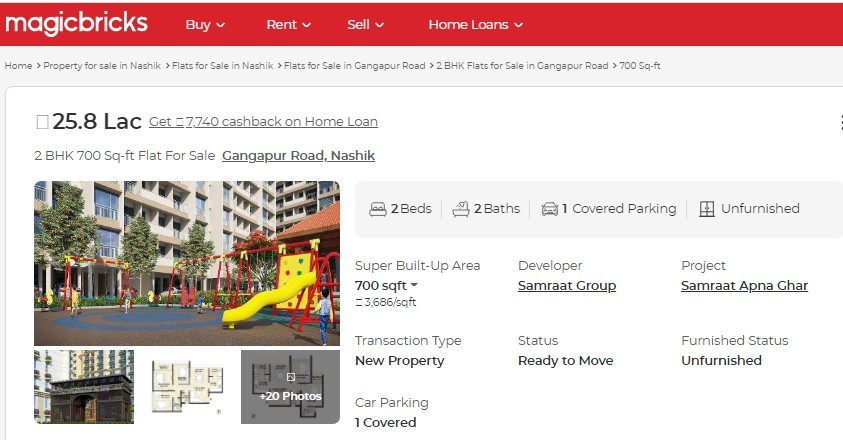 magicbricks Buy Rent Sell Home Loans
Home > Property for sale in Nashik > Flats for Sale in Nashik > Flats for Sale in Gangapur Road > 2 BHK Flats for Sale in Gangapur Road > 700 Sq-ft
25.8 Lac Get 7,740 cashback on Home Loan
2 BHK 700 Sq-ft Flat For Sale Gangapur Road, Nashik
2 Beds 2 Baths 1 Covered Parking Unfurnished
Super Built-Up Area Developer Project
700 sqft Samraat Group Samraat Apna Ghar
3,686/sqft
Transaction Type Status Furnished Status
New Property Ready to Move Unfurnished
+20 Photos
Car Parking
1 Covered